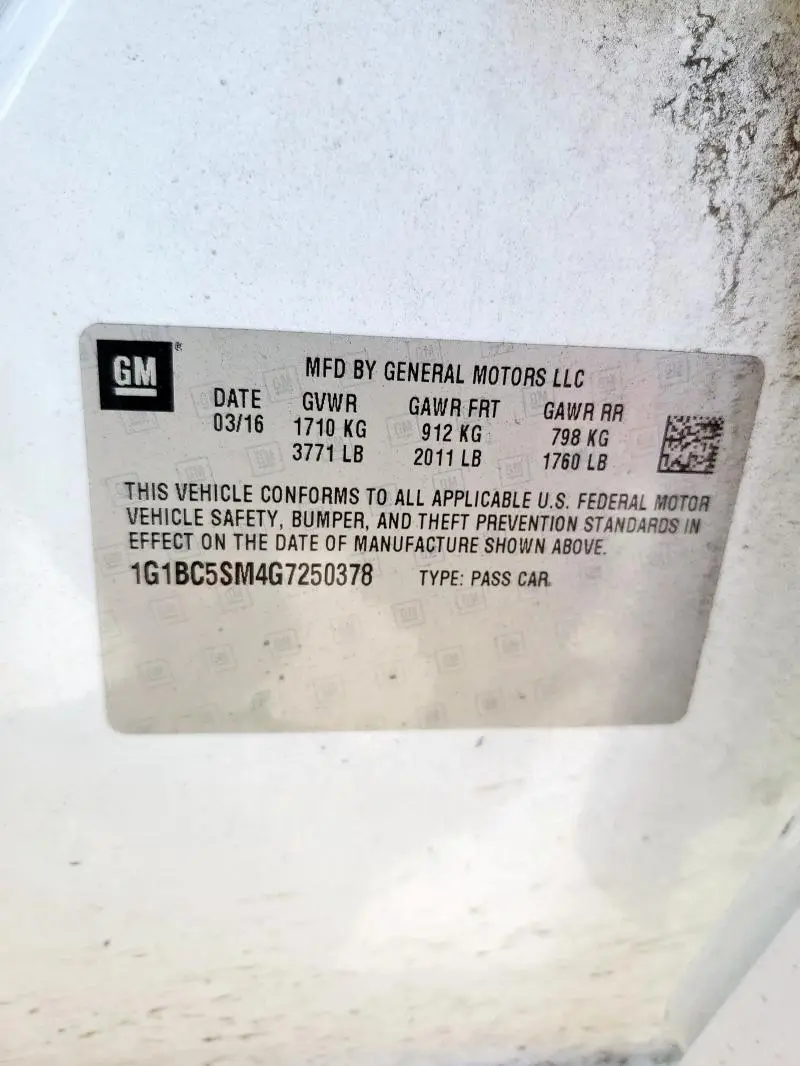 GM ®
MFD BY GENERAL MOTORS LLC
DATE GVWR GAWR FRT GAWR RR
03/16 1710 KG 912 KG 798 KG
3771 LB 2011 LB 1760 LB
THIS VEHICLE CONFORMS TO ALL APPLICABLE U.S. FEDERAL MOTOR
VEHICLE SAFETY, BUMPER, AND THEFT PREVENTION STANDARDS IN
EFFECT ON THE DATE OF MANUFACTURE SHOWN ABOVE.
1G1BC5SM4G7250378 TYPE: PASS CAR